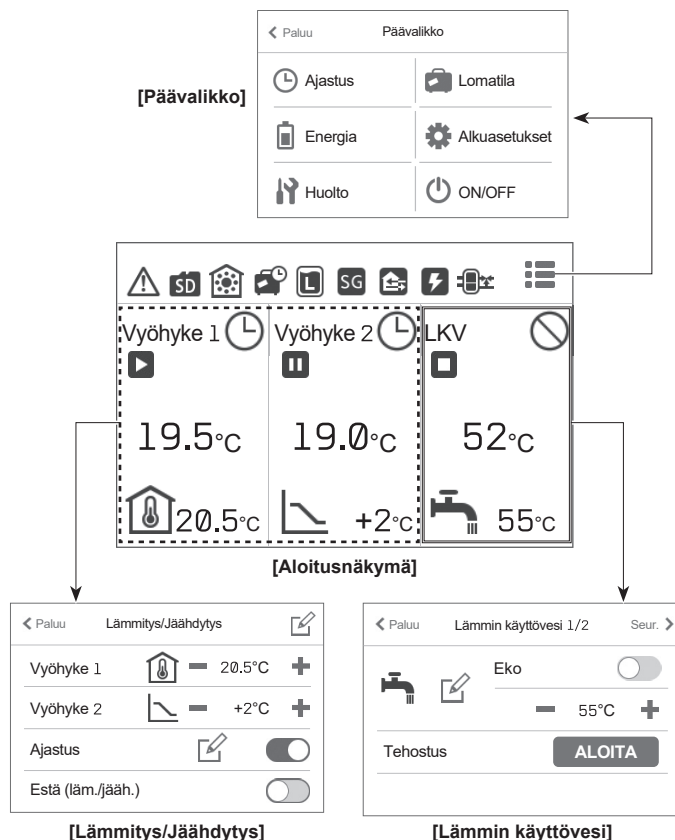 Paluu Päävalikko
[Päävalikko]
Ajastus Lomatila
Energia Alkuasetukset
Huolto ON/OFF
SD L SG
Vyöhyke 1 Vyöhyke 2 LKV
19.5°C 19.0°C 52°C
20.5°C +2°C 55°C
[Aloitusnäkymä]
Paluu Lämmitys/Jäähdytys
Vyöhyke 1 20.5°C
Vyöhyke 2 +2°C
Ajastus
Estä (läm./jääh.)
[Lämmitys/Jäähdytys]
Paluu Lämmin käyttövesi 1/2 Seur.
Eko
55°C
Tehostus ALOITA
[Lämmin käyttövesi]